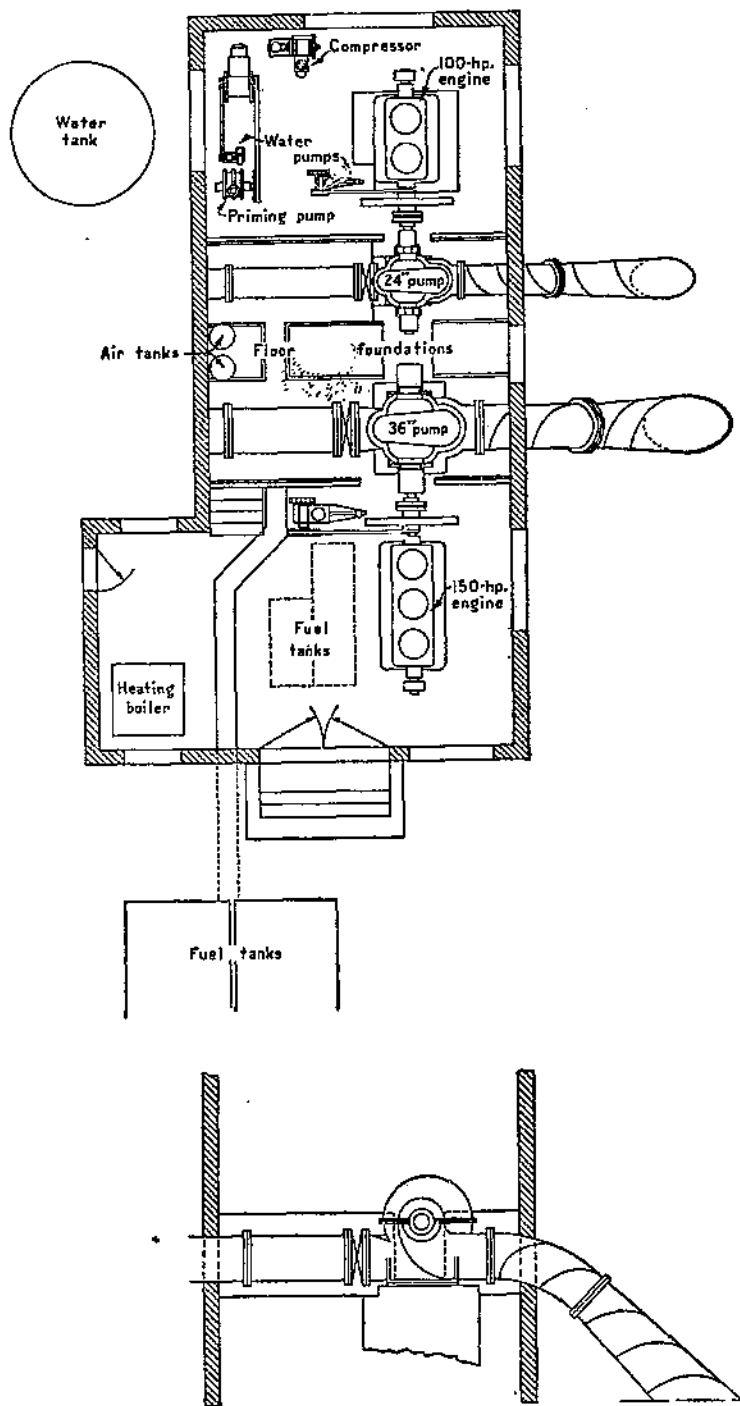 Compressor
100-hp.
engine
Water
tank
Water
pumps
Priming pump
24" pump
Air tanks
Floor foundations
36" pump
150-hp.
engine
Fuel
tanks
Heating
boiler
Fuel tanks